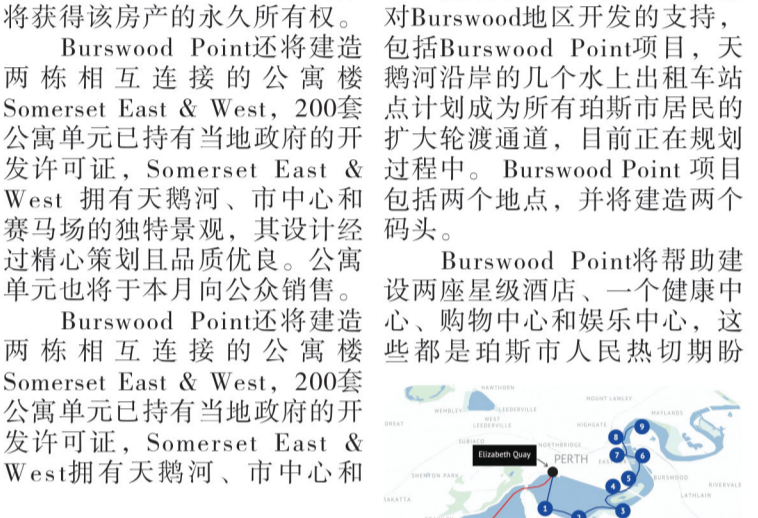 将获得该房产的永久所有权。
Burswood Point还将建造
两栋相互连接的公寓楼
Somerset East & West，200套
公寓单元已持有当地政府的开
发许可证，Somerset East &
West 拥有天鹅河、市中心和
赛马场的独特景观，其设计经
过精心策划且品质优良。公寓
单元也将于本月向公众销售。
Burswood Point还将建造
两栋相互连接的公寓楼
Somerset East & West，200套
公寓单元已持有当地政府的开
发许可证，Somerset East &
West拥有天鹅河、市中心和
对Burswood地区开发的支持，
包括Burswood Point项目，天
鹅河沿岸的几个水上出租车站
点计划成为所有珀斯市居民的
扩大轮渡通道，目前正在规划
过程中。 Burswood Point 项目
包括两个地点，并将建造两个
码头。
Burswood Point将帮助建
设两座星级酒店、一个健康中
心、购物中心和娱乐中心，这
些都是珀斯市人民热切期盼
HAWTHORN
MOUNT LAWLEY
WEMBLEY
LEEDERVILLE
MAYLANDS
WEST
LEEDERVILLE
HIGHGATE
9
8
SUBIACO
NORTHBRIDGE
Elizabeth Quay
PERTH
7
6
SHENTON PARK
5
BURSWOOD
4
RIVERVALE
LATHLAIN
1
2
3